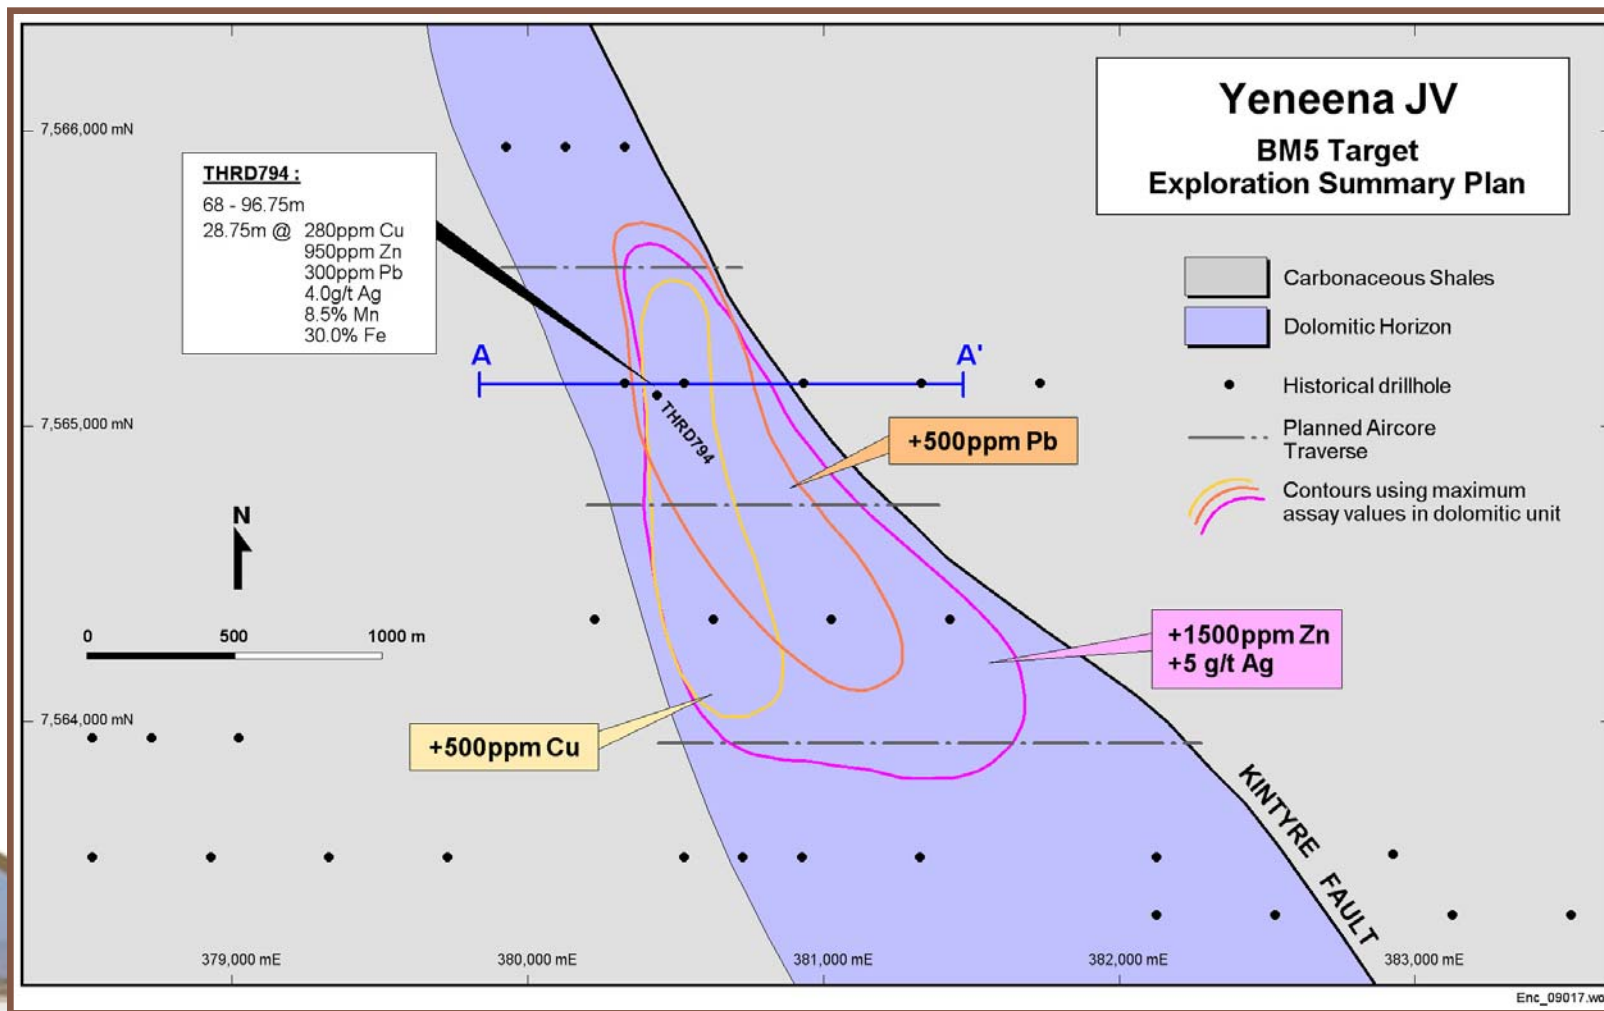 Yeneena JV
BM5 Target
Exploration Summary Plan
7,566,000 mN
THRD794 :
68 - 96.75m
28.75m @ 280ppm Cu
950ppm Zn
300ppm Pb
4.0g/t Ag
8.5% Mn
30.0% Fe
Carbonaceous Shales
Dolomitic Horizon
Historical drillhole
Planned Aircore
Traverse
Contours using maximum
assay values in dolomitic unit
A
A'
THRD794
7,565,000 mN
+500ppm Pb
N
0 500 1000 m
+1500ppm Zn
+5 g/t Ag
7,564,000 mN
+500ppm Cu
KINTYRE FAULT
379,000 mE
380,000 mE
381,000 mE
382,000 mE
383,000 mE